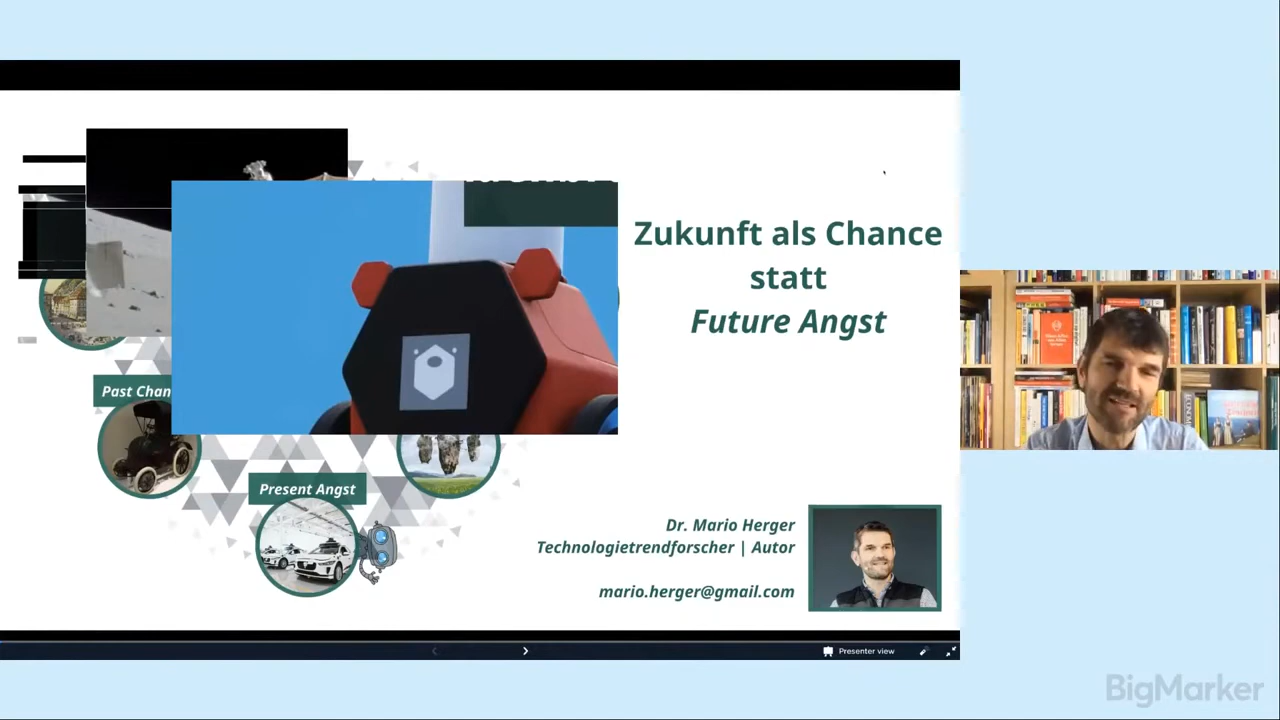 Zukunft als Chance
statt
Future Angst
Past Chan
Present Angst
Dr. Mario Herger
Technologietrendforscher | Autor
mario.herger@gmail.com
Presenter view
BigMarker